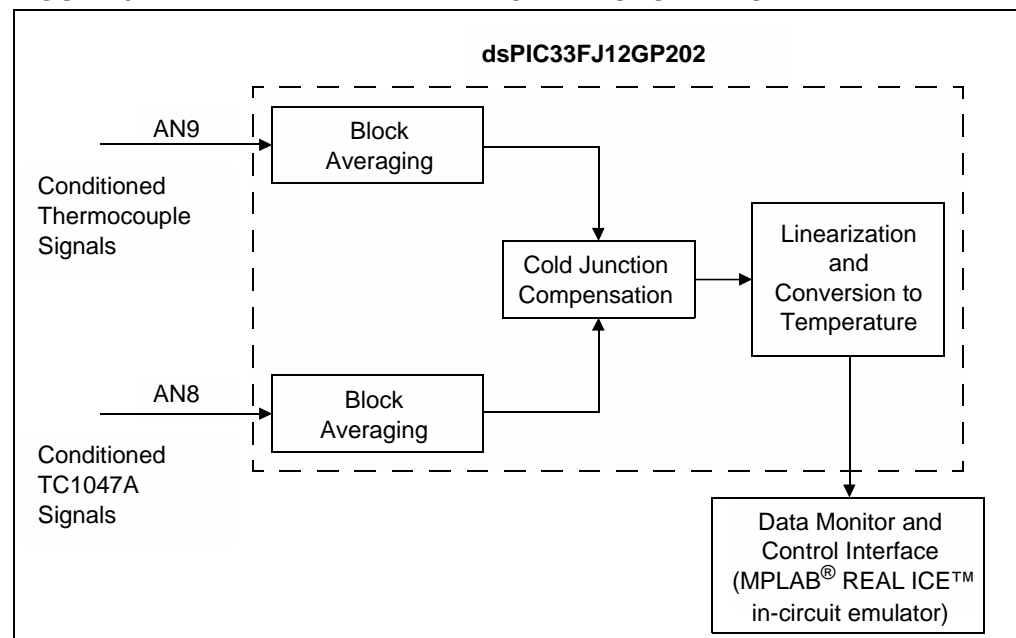 dsPIC33FJ12GP202
AN9
Block
Averaging
Conditioned
Thermocouple
Signals
Cold Junction
Compensation
Linearization
and
Conversion to
Temperature
AN8
Block
Averaging
Conditioned
TC1047A
Signals
Data Monitor and
Control Interface
(MPLAB® REAL ICE™
in-circuit emulator)